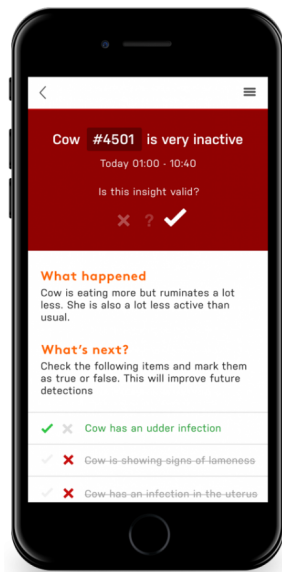 Cow #4501 is very inactive
Today 01:00 - 10:40
Is this insight valid?
?
What happened
Cow is eating more but ruminates a lot
less. She is also a lot less active than
usual.
What's next?
Check the following items and mark them
as true or false. This will improve future
detections
Cow has an udder infection
Cow is showing signs of lameness
Cow has an infection in the uterus